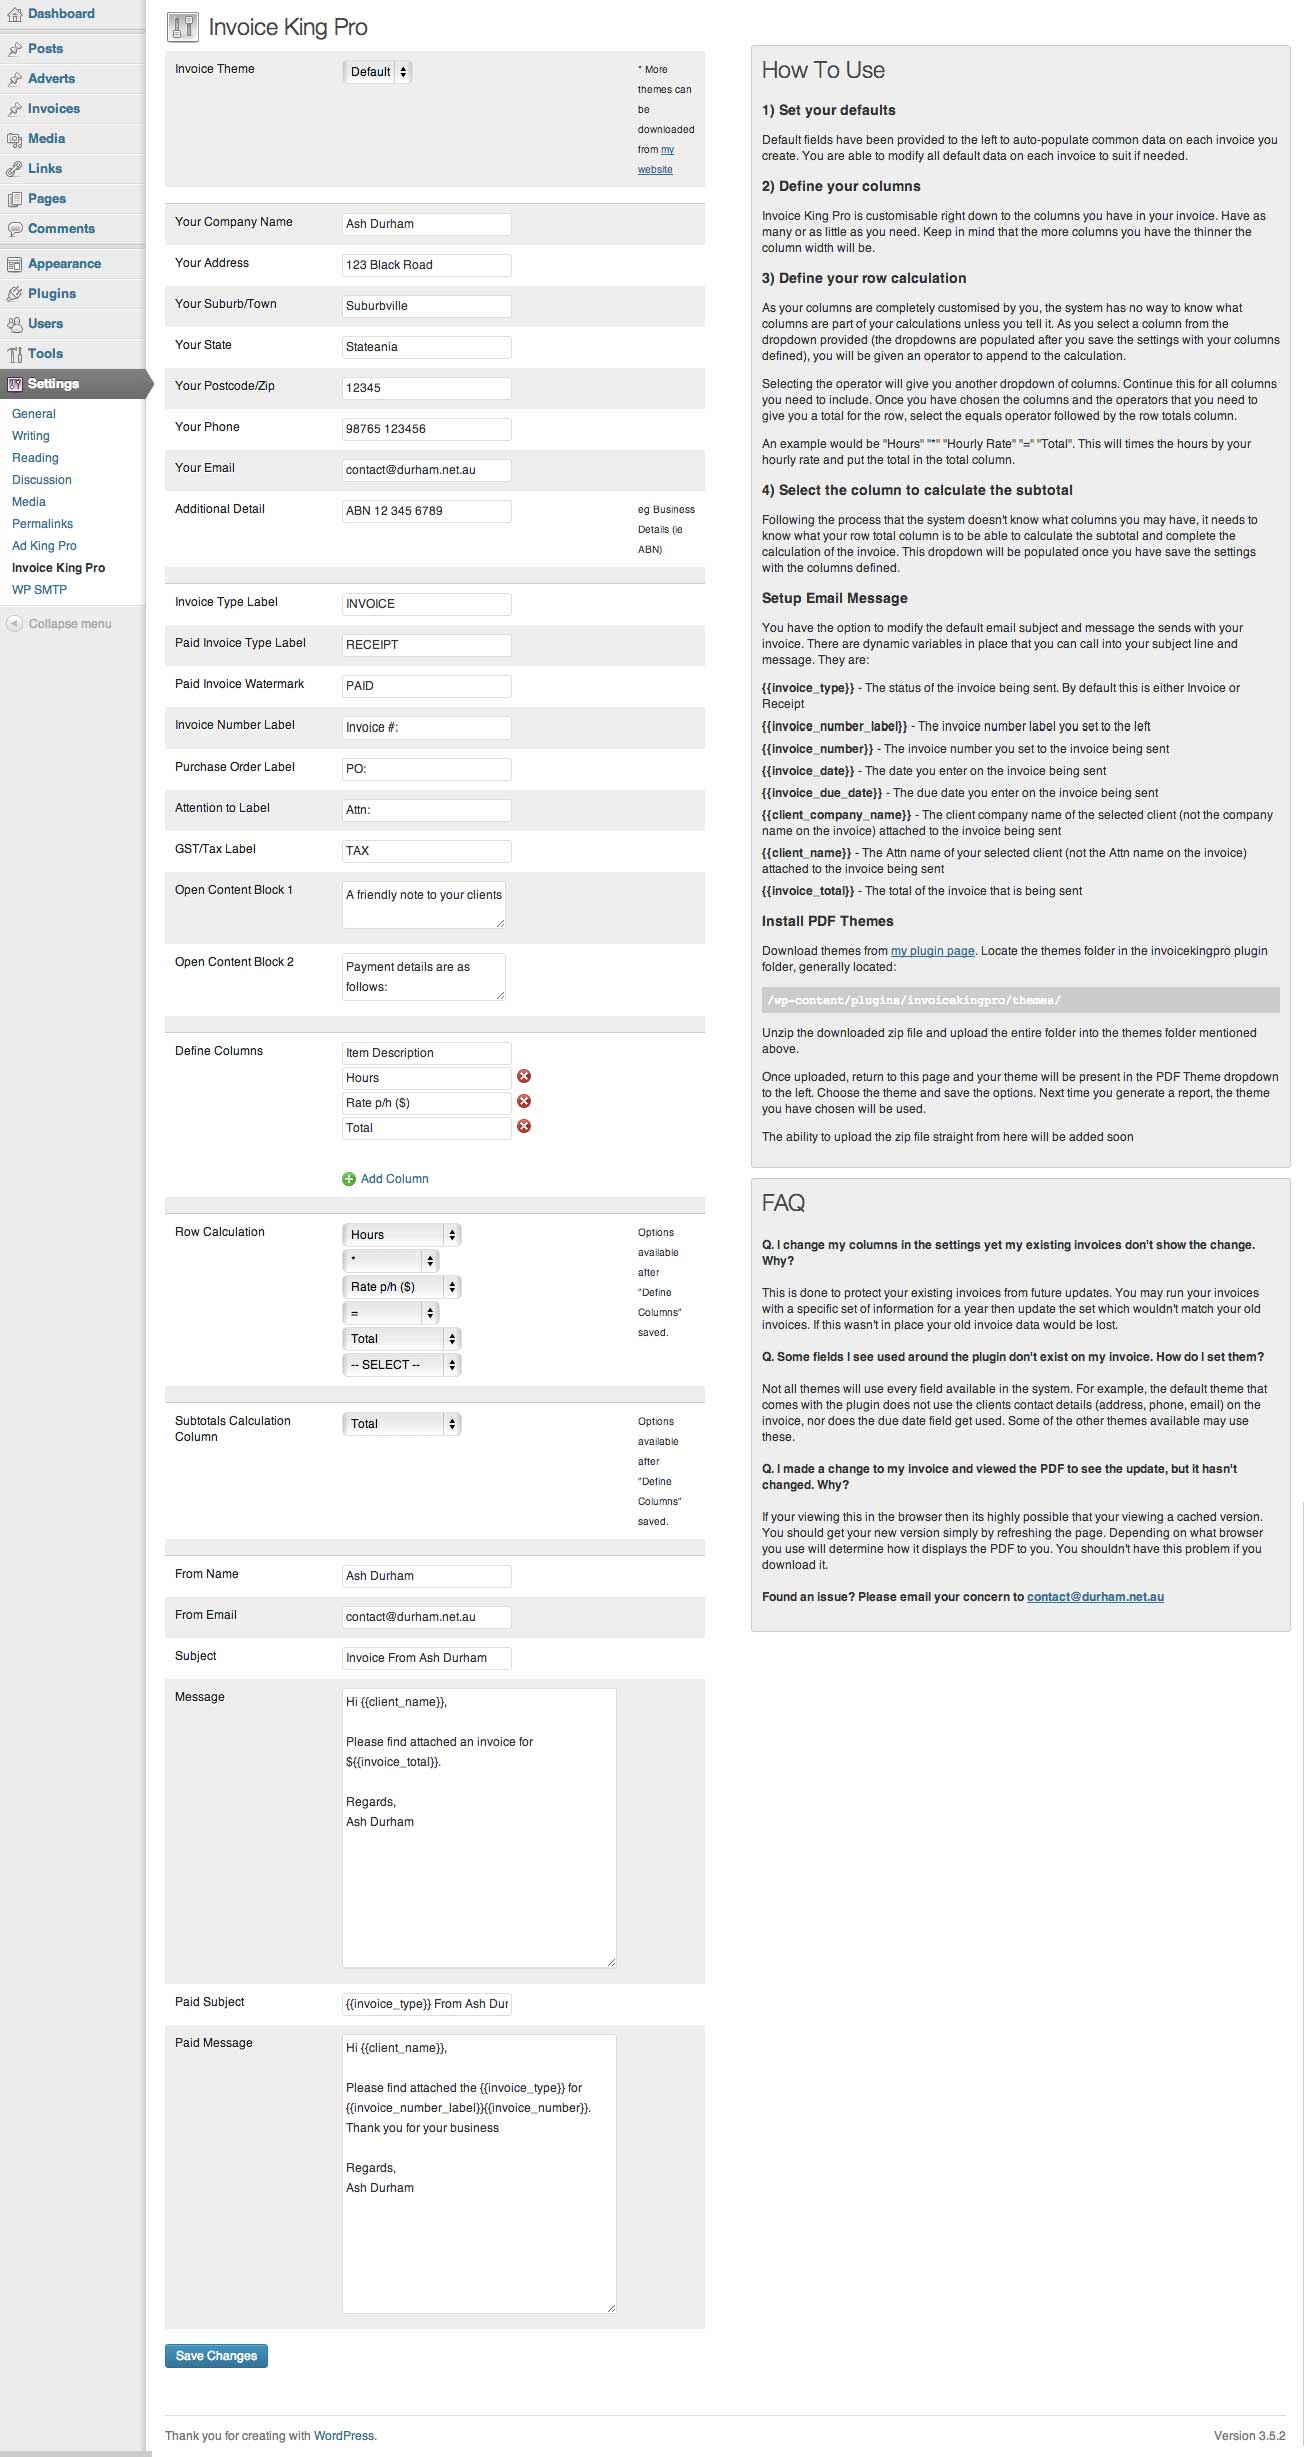 Dashboard
Posts
Adverts
Invoices
Media
Links
Pages
Comments
Appearance
Plugins
Users
Tools
Settings
General
Writing
Reading
Discussion
Media
Permalinks
Ad King Pro
Invoice King Pro
WP SMTP
Collapse menu
Invoice King Pro
Invoice Theme
Default
* More
themes can
be
downloaded
from my
website
Your Company Name
Ash Durham
Your Address
123 Black Road
Your Suburb/Town
Suburbville
Your State
Stateania
Your Postcode/Zip
12345
Your Phone
98765 123456
Your Email
contact@durham.net.au
Additional Detail
ABN 12 345 6789
eg Business
Details (ie
ABN)
Invoice Type Label
INVOICE
Paid Invoice Type Label
RECEIPT
Paid Invoice Watermark
PAID
Invoice Number Label
Invoice #:
Purchase Order Label
PO:
Attention to Label
Attn:
GST/Tax Label
TAX
Open Content Block 1
A friendly note to your clients
Open Content Block 2
Payment details are as
follows:
Define Columns
Item Description
Hours
Rate p/h ($)
Total
Add Column
Row Calculation
Hours
*
Rate p/h ($)
=
Total
-- SELECT --
Options
available
after
"Define
Columns"
saved.
Subtotals Calculation
Column
Total
Options
available
after
"Define
Columns"
saved.
From Name
Ash Durham
From Email
contact@durham.net.au
Subject
Invoice From Ash Durham
Message
Hi {{client_name}},
Please find attached an invoice for
${{invoice_total}}.
Regards,
Ash Durham
Paid Subject
{{invoice_type}} From Ash Dur
Paid Message
Hi {{client_name}},
Please find attached the {{invoice_type}} for
{{invoice_number_label}}{{invoice_number}}.
Thank you for your business
Regards,
Ash Durham
Save Changes
How To Use
1) Set your defaults
Default fields have been provided to the left to auto-populate common data on each invoice you
create. You are able to modify all default data on each invoice to suit if needed.
2) Define your columns
Invoice King Pro is customisable right down to the columns you have in your invoice. Have as
many or as little as you need. Keep in mind that the more columns you have the thinner the
column width will be.
3) Define your row calculation
As your columns are completely customised by you, the system has no way to know what
columns are part of your calculations unless you tell it. As you select a column from the
dropdown provided (the dropdowns are populated after you save the settings with your columns
defined), you will be given an operator to append to the calculation.
Selecting the operator will give you another dropdown of columns. Continue this for all columns
you need to include. Once you have chosen the columns and the operators that you need to
give you a total for the row, select the equals operator followed by the row totals column.
An example would be "Hours" "*" "Hourly Rate" "=" "Total". This will times the hours by your
hourly rate and put the total in the total column.
4) Select the column to calculate the subtotal
Following the process that the system doesn't know what columns you may have, it needs to
know what your row total column is to be able to calculate the subtotal and complete the
calculation of the invoice. This dropdown will be populated once you have save the settings
with the columns defined.
Setup Email Message
You have the option to modify the default email subject and message the sends with your
invoice. There are dynamic variables in place that you can call into your subject line and
message. They are:
{{invoice_type}} - The status of the invoice being sent. By default this is either Invoice or
Receipt
{{invoice_number_label}} - The invoice number label you set to the left
{{invoice_number}} - The invoice number you set to the invoice being sent
{{invoice_date}} - The date you enter on the invoice being sent
{{invoice_due_date}} - The due date you enter on the invoice being sent
{{client_company_name}} - The client company name of the selected client (not the company
name on the invoice) attached to the invoice being sent
{{client_name}} - The Attn name of your selected client (not the Attn name on the invoice)
attached to the invoice being sent
{{invoice_total}} - The total of the invoice that is being sent
Install PDF Themes
Download themes from my plugin page. Locate the themes folder in the invoicekingpro plugin
folder, generally located:
/wp-content/plugins/invoicekingpro/themes/
Unzip the downloaded zip file and upload the entire folder into the themes folder mentioned
above.
Once uploaded, return to this page and your theme will be present in the PDF Theme dropdown
to the left. Choose the theme and save the options. Next time you generate a report, the theme
you have chosen will be used.
The ability to upload the zip file straight from here will be added soon
FAQ
Q. I change my columns in the settings yet my existing invoices don't show the change.
Why?
This is done to protect your existing invoices from future updates. You may run your invoices
with a specific set of information for a year then update the set which wouldn't match your old
invoices. If this wasn't in place your old invoice data would be lost.
Q. Some fields I see used around the plugin don't exist on my invoice. How do I set them?
Not all themes will use every field available in the system. For example, the default theme that
comes with the plugin does not use the clients contact details (address, phone, email) on the
invoice, nor does the due date field get used. Some of the other themes available may use
these.
Q. I made a change to my invoice and viewed the PDF to see the update, but it hasn't
changed. Why?
If your viewing this in the browser then its highly possible that your viewing a cached version.
You should get your new version simply by refreshing the page. Depending on what browser
you use will determine how it displays the PDF to you. You shouldn't have this problem if you
download it.
Found an issue? Please email your concern to contact@durham.net.au
Thank you for creating with WordPress.
Version 3.5.2